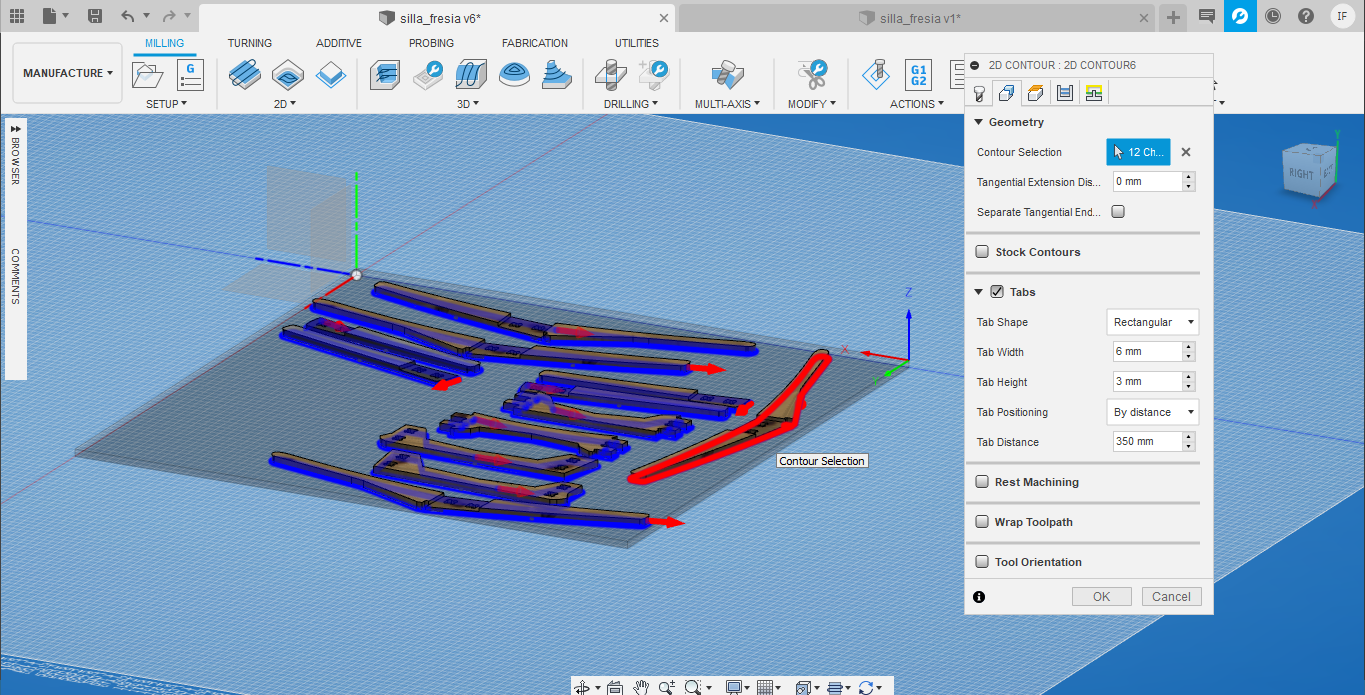 silla_fresia v6*
silla_fresia v1*
IF
MILLING TURNING ADDITIVE PROBING FABRICATION UTILITIES
MANUFACTURE
G
G1
G2
SETUP 2D 3D DRILLING MULTI-AXIS MODIFY ACTIONS
BROWSER
COMMENTS
2D CONTOUR : 2D CONTOUR6
Geometry
Contour Selection 12 Ch...
Tangential Extension Dis... 0 mm
Separate Tangential End...
Stock Contours
Tabs
Tab Shape Rectangular
Tab Width 6 mm
Tab Height 3 mm
Tab Positioning By distance
Tab Distance 350 mm
Rest Machining
Wrap Toolpath
Tool Orientation
OK Cancel
Contour Selection
Z
X
Y
Y
RIGHT